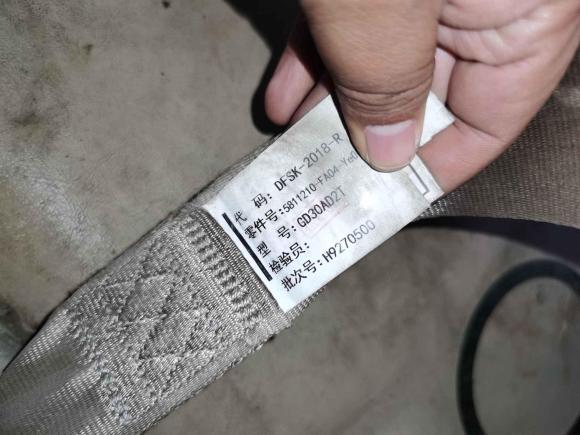 代 码: DFSK-2018-R
零件号:5811210-FA04-Ye0
型 号: GD30AD2T
检验员:
批次号: H9270500